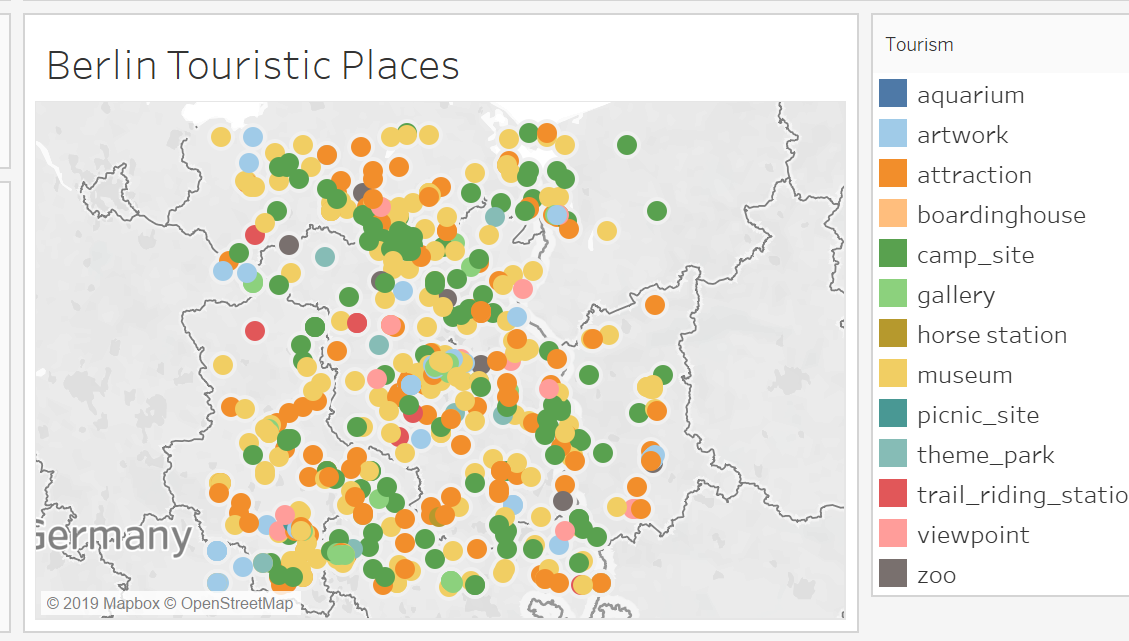 Berlin Touristic Places
Germany
© 2019 Mapbox © OpenStreetMap
Tourism
aquarium
artwork
attraction
boardinghouse
camp_site
gallery
horse station
museum
picnic_site
theme_park
trail_riding_statio
viewpoint
zoo